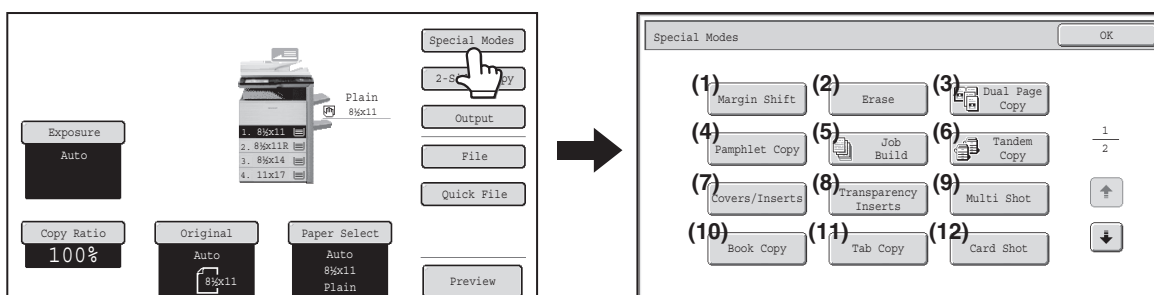 Special Modes
2-Si py
Output
File
Quick File
Preview
Plain
8½x11
1. 8½x11
2. 8½x11R
3. 8½x14
4. 11x17
Exposure
Auto
Copy Ratio
100%
Original
Auto
8½x11
Paper Select
Auto
8½x11
Plain
Special Modes
OK
(1) Margin Shift
(2) Erase
(3) Dual Page
Copy
(4) Pamphlet Copy
(5) Job
Build
(6) Tandem
Copy
(7) Covers/Inserts
(8) Transparency
Inserts
(9) Multi Shot
(10) Book Copy
(11) Tab Copy
(12) Card Shot
1
2